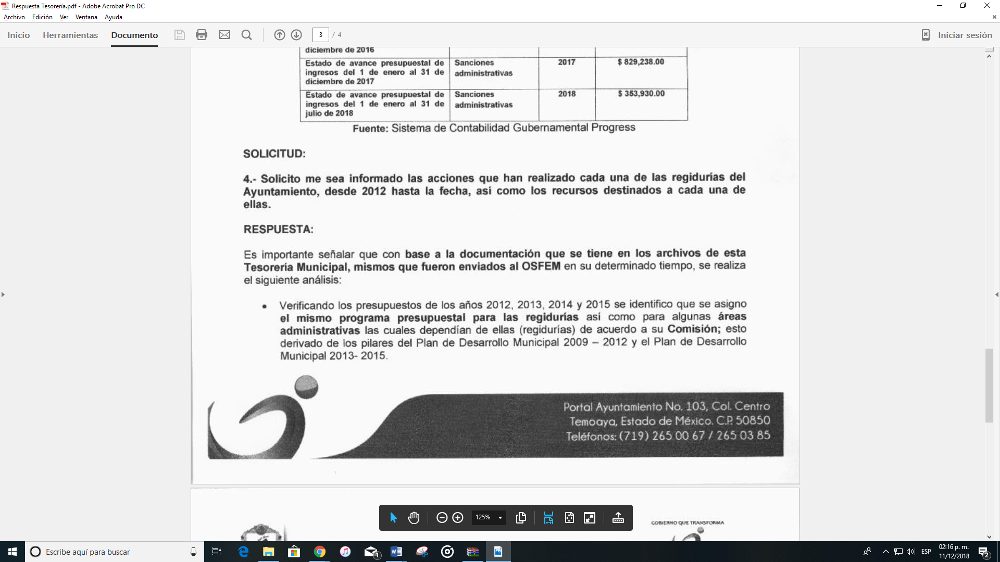 Respuesta Tesorería.pdf - Adobe Acrobat Pro DC
Archivo Edición Ver Ventana Ayuda
Inicio Herramientas Documento 3 / 4 Iniciar sesión
diciembre de 2016
Estado de avance presupuestal de ingresos del 1 de enero al 31 de diciembre de 2017 Sanciones administrativas 2017 $ 829,238.00
Estado de avance presupuestal de ingresos del 1 de enero al 31 de julio de 2018 Sanciones administrativas 2018 $ 353,930.00
Fuente: Sistema de Contabilidad Gubernamental Progress
SOLICITUD:
4.- Solicito me sea informado las acciones que han realizado cada una de las regidurías del
Ayuntamiento, desde 2012 hasta la fecha, así como los recursos destinados a cada una de
ellas.
RESPUESTA:
Es importante señalar que con base a la documentación que se tiene en los archivos de esta
Tesorería Municipal, mismos que fueron enviados al OSFEM en su determinado tiempo, se realiza
el siguiente análisis:
• Verificando los presupuestos de los años 2012, 2013, 2014 y 2015 se identifico que se asigno
el mismo programa presupuestal para las regidurías así como para algunas áreas
administrativas las cuales dependían de ellas (regidurías) de acuerdo a su Comisión; esto
derivado de los pilares del Plan de Desarrollo Municipal 2009 – 2012 y el Plan de Desarrollo
Municipal 2013- 2015.
Portal Ayuntamiento No. 103, Col. Centro
Temoaya, Estado de México. C.P. 50850
Teléfonos: (719) 265 00 67 / 265 03 85
125%
GOBIERNO QUE TRANSFORMA
Escribe aquí para buscar
1
ESP
02:16 p. m.
11/12/2018
2